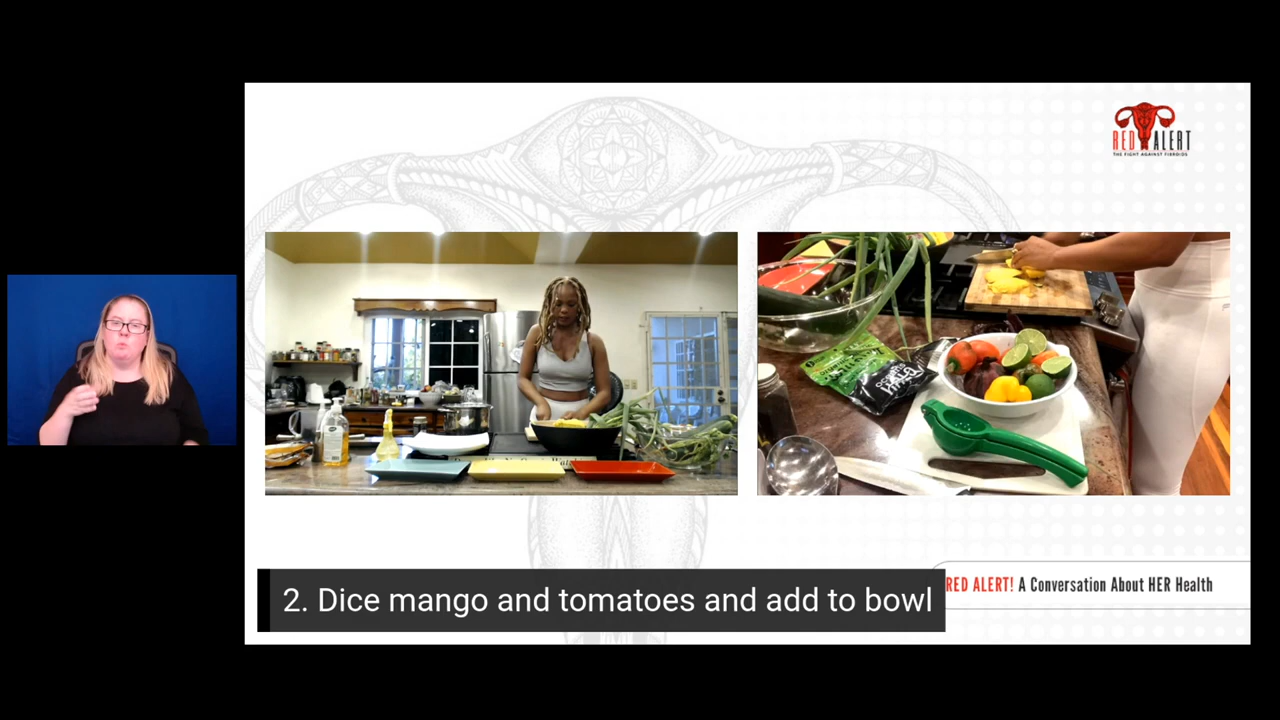 RED ALERT
THE FIGHT AGAINST FIBROIDS
2. Dice mango and tomatoes and add to bowl
RED ALERT! A Conversation About HER Health